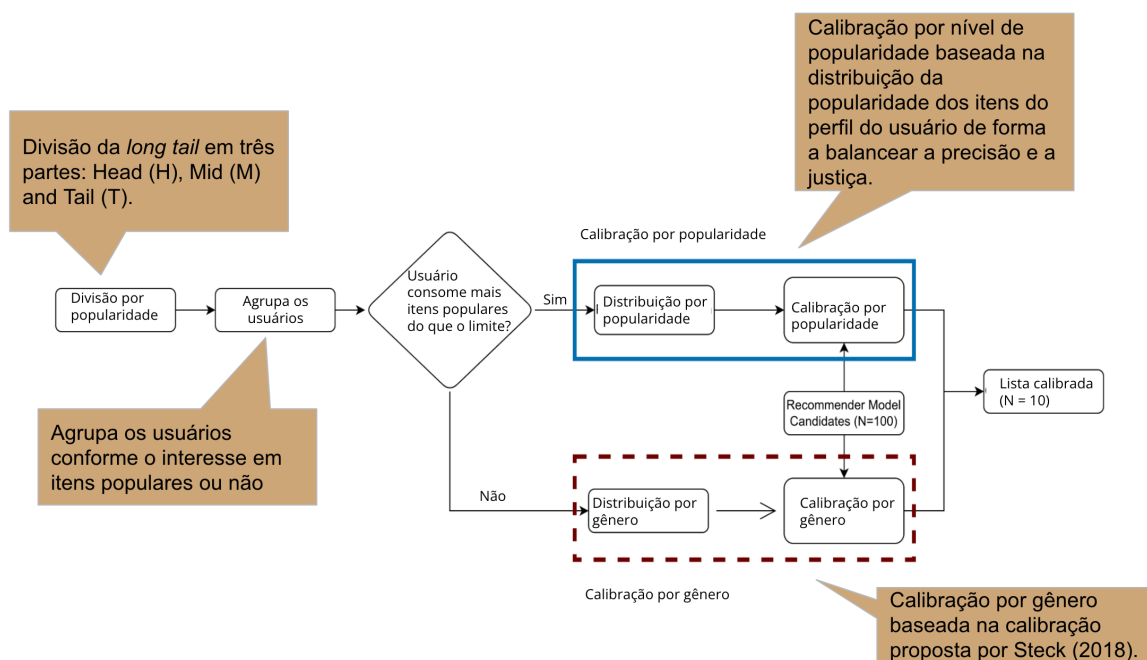 Calibração por nível de
popularidade baseada na
distribuição da
popularidade dos itens do
perfil do usuário de forma
a balancear a precisão e a
justiça.
Divisão da long tail em três
partes: Head (H), Mid (M)
and Tail (T).
Calibração por popularidade
Divisão por
popularidade
Agrupa os
usuários
Usuário
consome mais
itens populares
do que o limite?
Sim
Distribuição por
popularidade
Calibração por
popularidade
Recommender Model
Candidates (N=100)
Lista calibrada
(N = 10)
Agrupa os usuários
conforme o interesse em
itens populares ou não
Não
Distribuição por
gênero
Calibração por
gênero
Calibração por gênero
Calibração por gênero
baseada na calibração
proposta por Steck (2018).